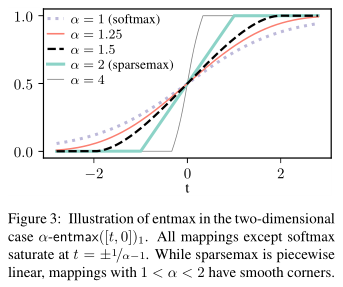 1.0
0.5
0.0
α = 1 (softmax)
α = 1.25
α = 1.5
α = 2 (sparsemax)
α = 4
−2 0 2
t
Figure 3: Illustration of entmax in the two-dimensional
case α-entmax([t, 0])₁. All mappings except softmax
saturate at t = ±¹/α−1. While sparsemax is piecewise
linear, mappings with 1 < α < 2 have smooth corners.